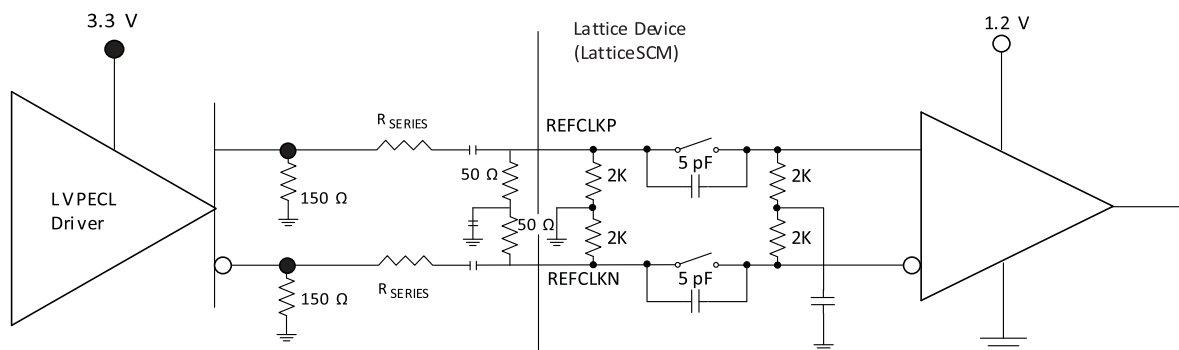 3.3 V
Lattice Device
(LatticeSCM)
1.2 V
R SERIES
REFCLKP
50 Ω
2K
5 pF
2K
LVPECL
Driver
150 Ω
50 Ω
2K
2K
R SERIES
REFCLKN
5 pF
150 Ω